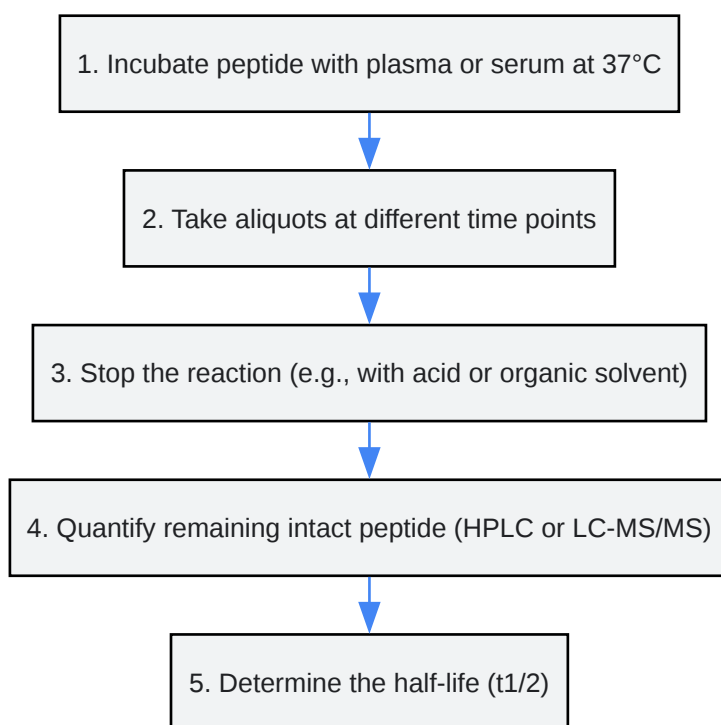 1. Incubate peptide with plasma or serum at 37°C
2. Take aliquots at different time points
3. Stop the reaction (e.g., with acid or organic solvent)
4. Quantify remaining intact peptide (HPLC or LC-MS/MS)
5. Determine the half-life (t1/2)